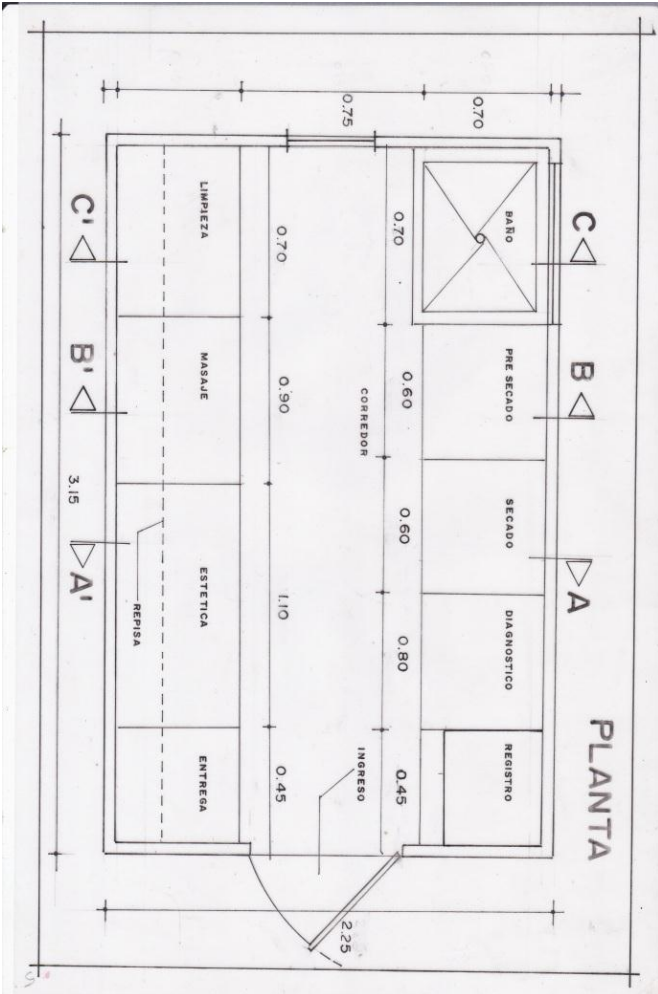 PLANTA
C
B
A
0.70
0.75
BAÑO
PRE SECADO
SECADO
DIAGNOSTICO
REGISTRO
0.70
0.60
0.60
0.80
0.45
CORREDOR
INGRESO
2.25
0.70
0.90
1.10
0.45
LIMPIEZA
MASAJE
ESTETICA
ENTREGA
REPISA
C'
B'
A'
3.15